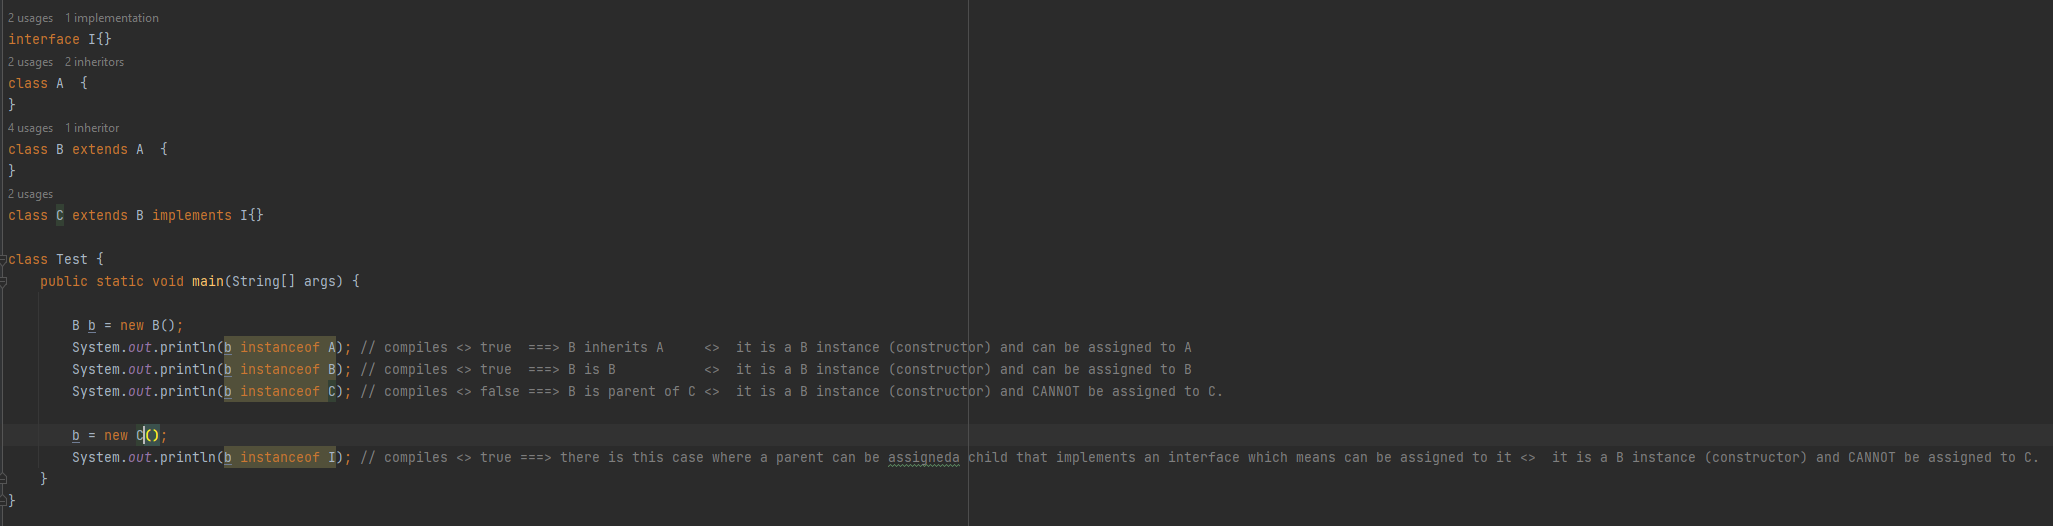 2 usages   1 implementation
interface I{}
2 usages   2 inheritors
class A  {
}
4 usages   1 inheritor
class B extends A  {
}
2 usages
class C extends B implements I{}
class Test {
    public static void main(String[] args) {
        B b = new B();
        System.out.println(b instanceof A); // compiles <> true  ===> B inherits A     <>  it is a B instance (constructor) and can be assigned to A
        System.out.println(b instanceof B); // compiles <> true  ===> B is B           <>  it is a B instance (constructor) and can be assigned to B
        System.out.println(b instanceof C); // compiles <> false ===> B is parent of C <>  it is a B instance (constructor) and CANNOT be assigned to C.
        b = new C();
        System.out.println(b instanceof I); // compiles <> true ===> there is this case where a parent can be assigneda child that implements an interface which means can be assigned to it <>  it is a B instance (constructor) and CANNOT be assigned to C.
    }
}